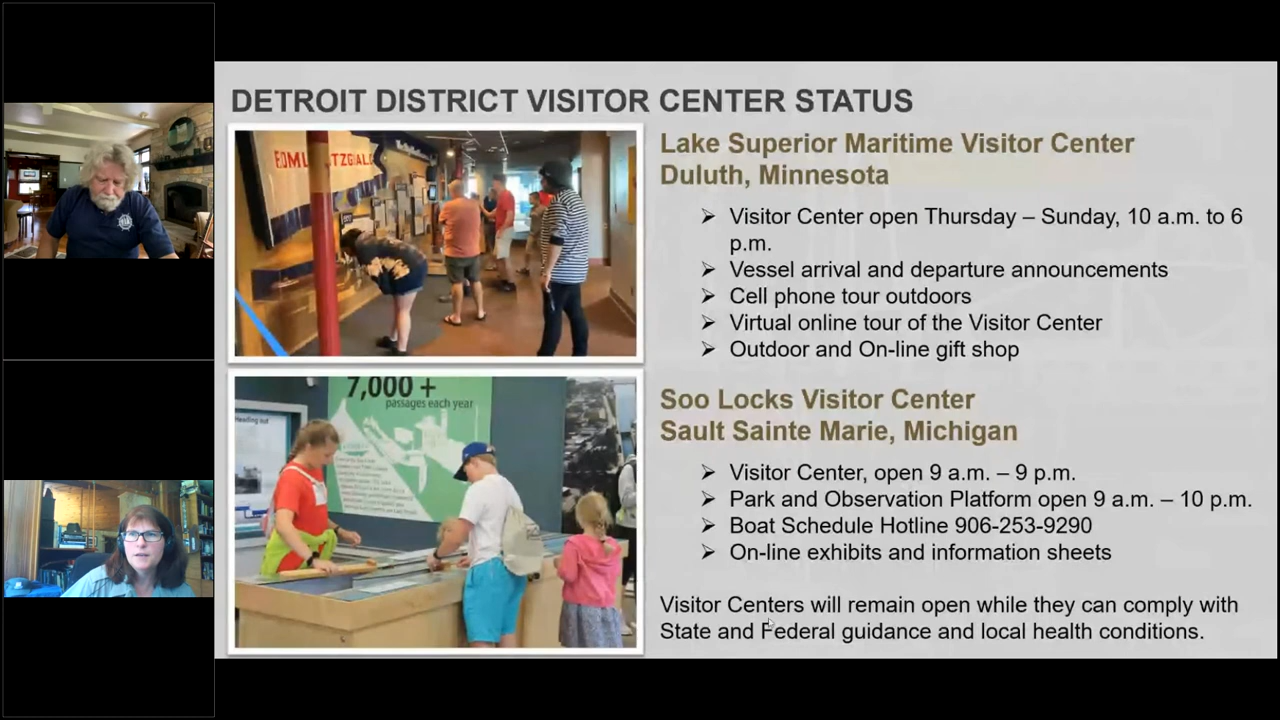 DETROIT DISTRICT VISITOR CENTER STATUS
Lake Superior Maritime Visitor Center
Duluth, Minnesota
➢ Visitor Center open Thursday – Sunday, 10 a.m. to 6
p.m.
➢ Vessel arrival and departure announcements
➢ Cell phone tour outdoors
➢ Virtual online tour of the Visitor Center
➢ Outdoor and On-line gift shop
7,000 +
passages each year
Heading out
Soo Locks Visitor Center
Sault Sainte Marie, Michigan
➢ Visitor Center, open 9 a.m. – 9 p.m.
➢ Park and Observation Platform open 9 a.m. – 10 p.m.
➢ Boat Schedule Hotline 906-253-9290
➢ On-line exhibits and information sheets
Visitor Centers will remain open while they can comply with
State and Federal guidance and local health conditions.